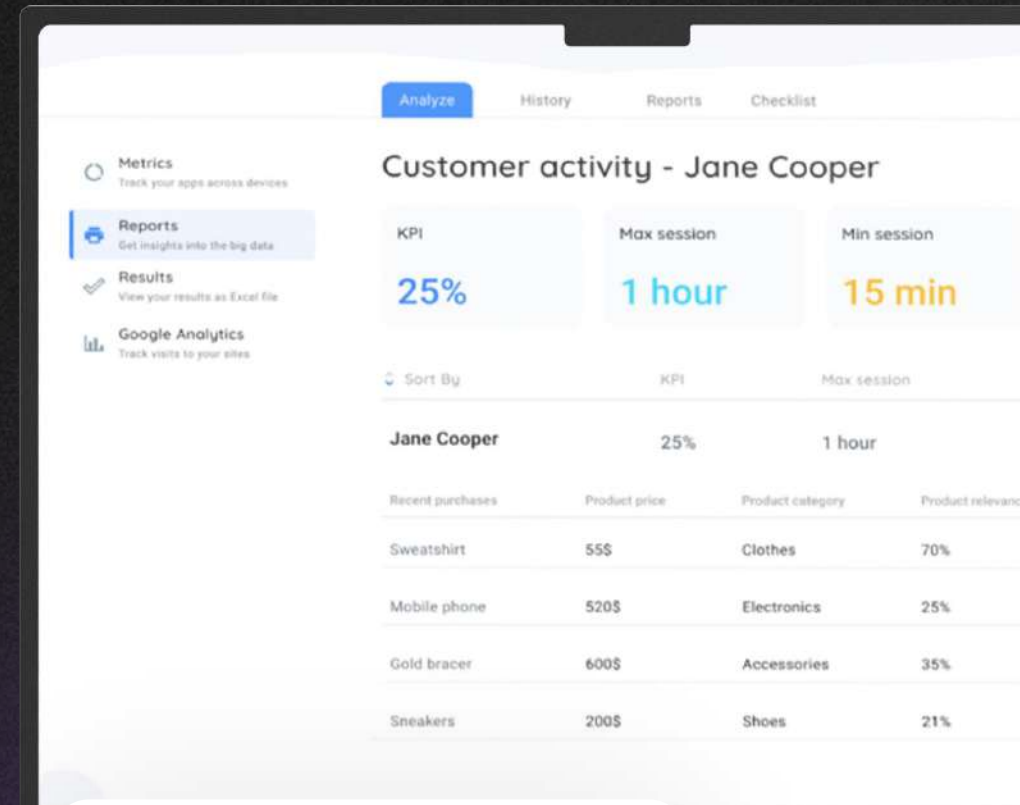 Analyze History Reports Checklist
Metrics
Track your apps across devices
Reports
Get insights into the big data
Results
View your results as Excel file
Google Analytics
Track visits to your sites
Customer activity - Jane Cooper
KPI Max session Min session
25% 1 hour 15 min
Sort By KPI Max session
Jane Cooper 25% 1 hour
Recent purchases Product price Product category Product relevanc
Sweatshirt 55$ Clothes 70%
Mobile phone 520$ Electronics 25%
Gold bracer 600$ Accessories 35%
Sneakers 200$ Shoes 21%